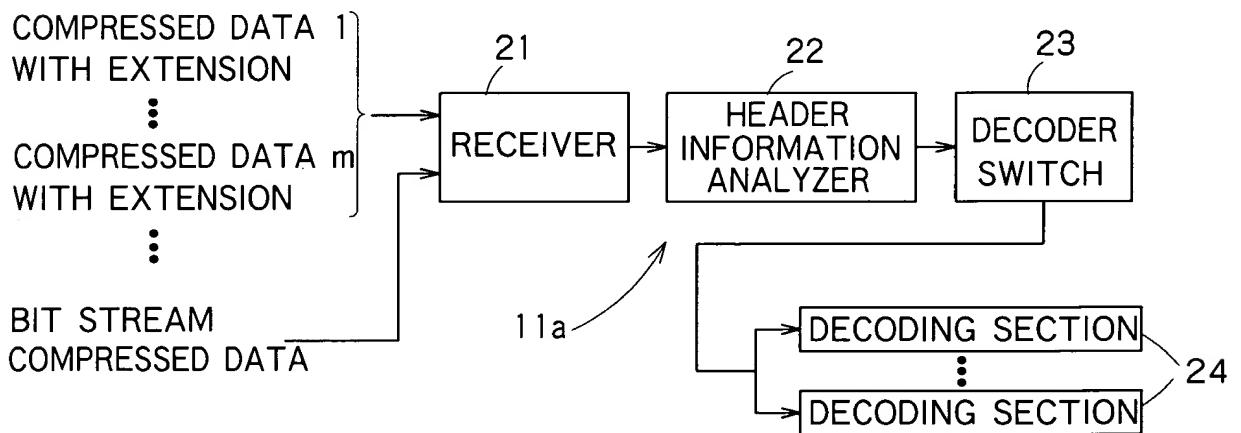 COMPRESSED DATA 1
WITH EXTENSION
COMPRESSED DATA m
WITH EXTENSION
BIT STREAM
COMPRESSED DATA
21
RECEIVER
22
HEADER
INFORMATION
ANALYZER
23
DECODER
SWITCH
11a
DECODING SECTION
DECODING SECTION
24